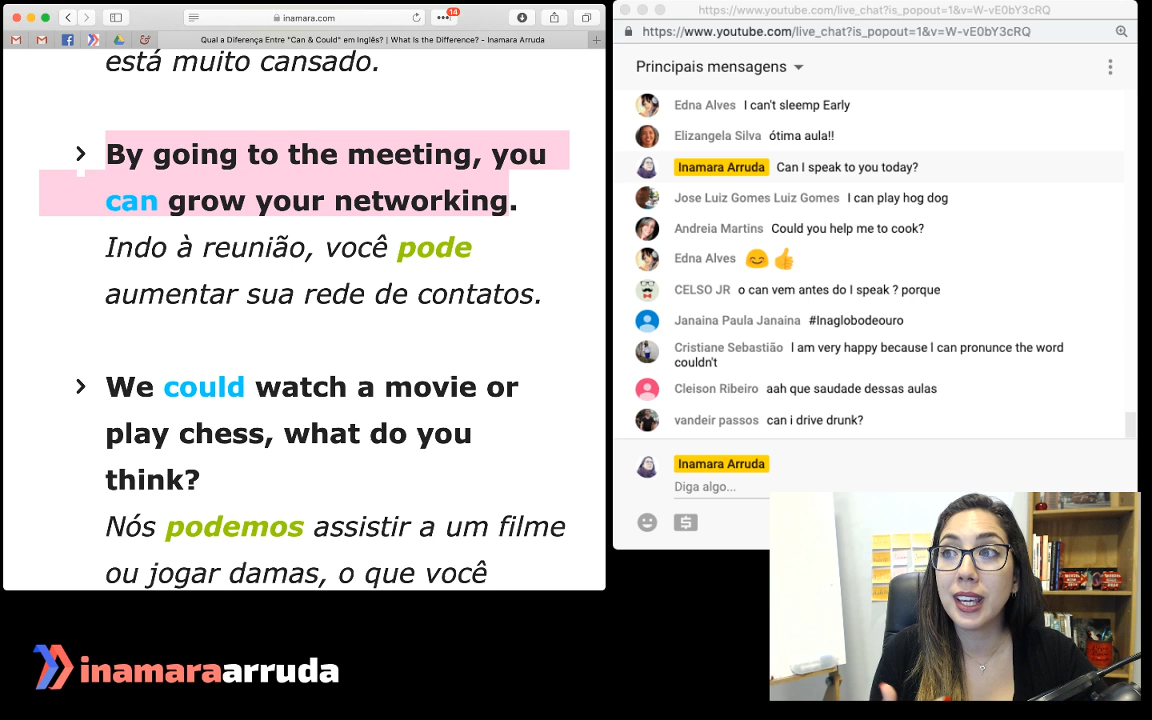 inamara.com
14
Qual a Diferença Entre "Can & Could" em Inglês? | What Is the Difference? - Inamara Arruda
está muito cansado.
By going to the meeting, you
can grow your networking.
Indo à reunião, você pode
aumentar sua rede de contatos.
We could watch a movie or
play chess, what do you
think?
Nós podemos assistir a um filme
ou jogar damas, o que você
https://www.youtube.com/live_chat?is_popout=1&v=W-vE0bY3cRQ
https://www.youtube.com/live_chat?is_popout=1&v=W-vE0bY3cRQ
Principais mensagens
Edna Alves I can't sleemp Early
Elizangela Silva ótima aula!!
Inamara Arruda Can I speak to you today?
Jose Luiz Gomes Luiz Gomes I can play hog dog
Andreia Martins Could you help me to cook?
Edna Alves 😊👍
CELSO JR o can vem antes do I speak ? porque
Janaina Paula Janaina #Inaglobodeouro
Cristiane Sebastião I am very happy because I can pronunce the word
couldn't
Cleison Ribeiro aah que saudade dessas aulas
vandeir passos can i drive drunk?
Inamara Arruda
Diga algo...
inamaraarruda